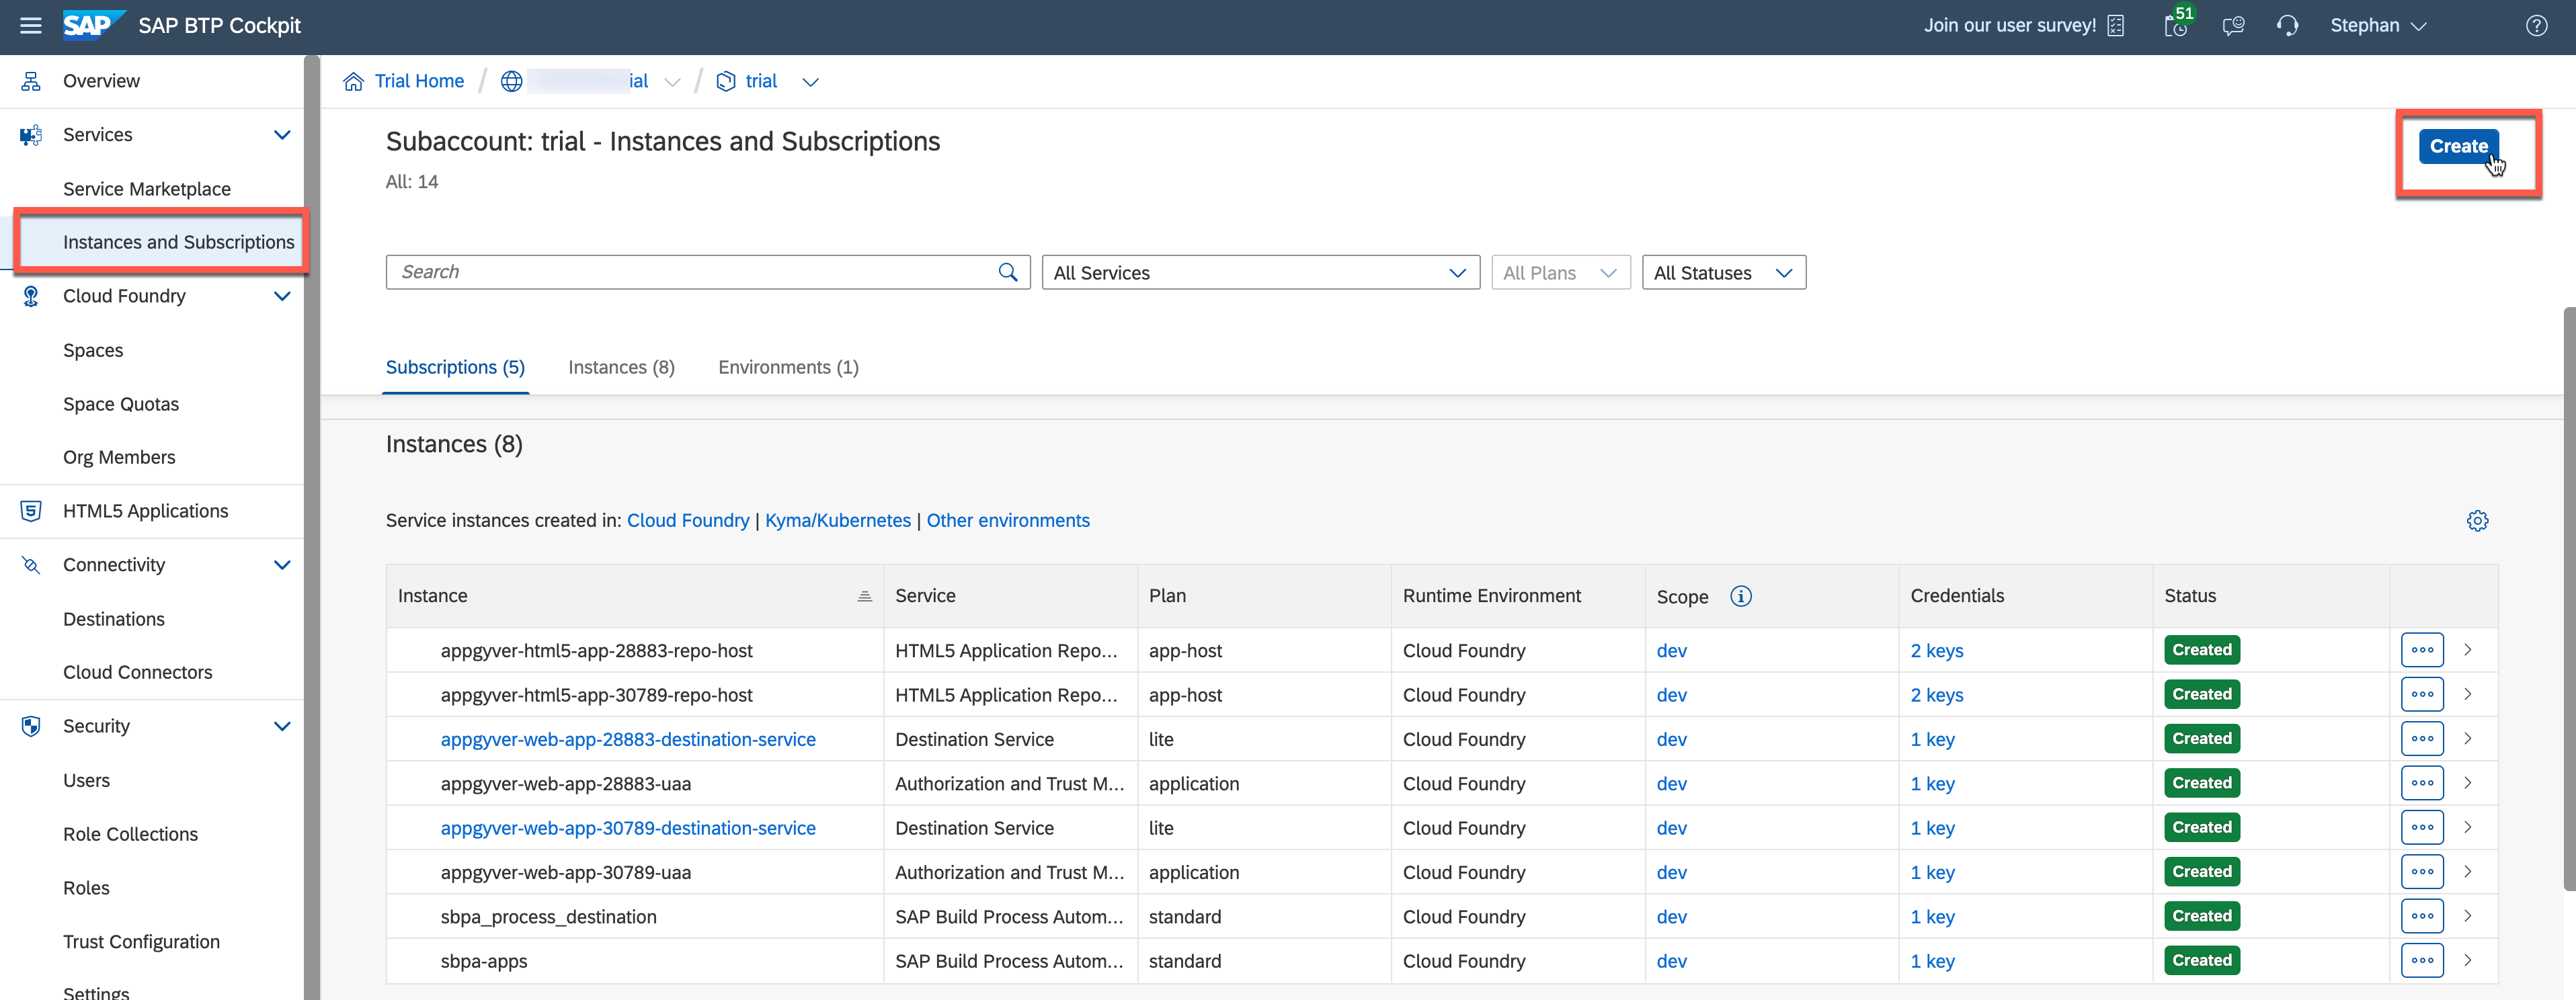 SAP SAP BTP Cockpit
Join our user survey! 51 Stephan
Overview
Services
Service Marketplace
Instances and Subscriptions
Cloud Foundry
Spaces
Space Quotas
Org Members
HTML5 Applications
Connectivity
Destinations
Cloud Connectors
Security
Users
Role Collections
Roles
Trust Configuration
Settings
Trial Home / ial / trial
Subaccount: trial - Instances and Subscriptions
Create
All: 14
Search All Services All Plans All Statuses
Subscriptions (5) Instances (8) Environments (1)
Instances (8)
Service instances created in: Cloud Foundry | Kyma/Kubernetes | Other environments
Instance Service Plan Runtime Environment Scope Credentials Status
appgyver-html5-app-28883-repo-host HTML5 Application Repo... app-host Cloud Foundry dev 2 keys Created
appgyver-html5-app-30789-repo-host HTML5 Application Repo... app-host Cloud Foundry dev 2 keys Created
appgyver-web-app-28883-destination-service Destination Service lite Cloud Foundry dev 1 key Created
appgyver-web-app-28883-uaa Authorization and Trust M... application Cloud Foundry dev 1 key Created
appgyver-web-app-30789-destination-service Destination Service lite Cloud Foundry dev 1 key Created
appgyver-web-app-30789-uaa Authorization and Trust M... application Cloud Foundry dev 1 key Created
sbpa_process_destination SAP Build Process Autom... standard Cloud Foundry dev 1 key Created
sbpa-apps SAP Build Process Autom... standard Cloud Foundry dev 1 key Created